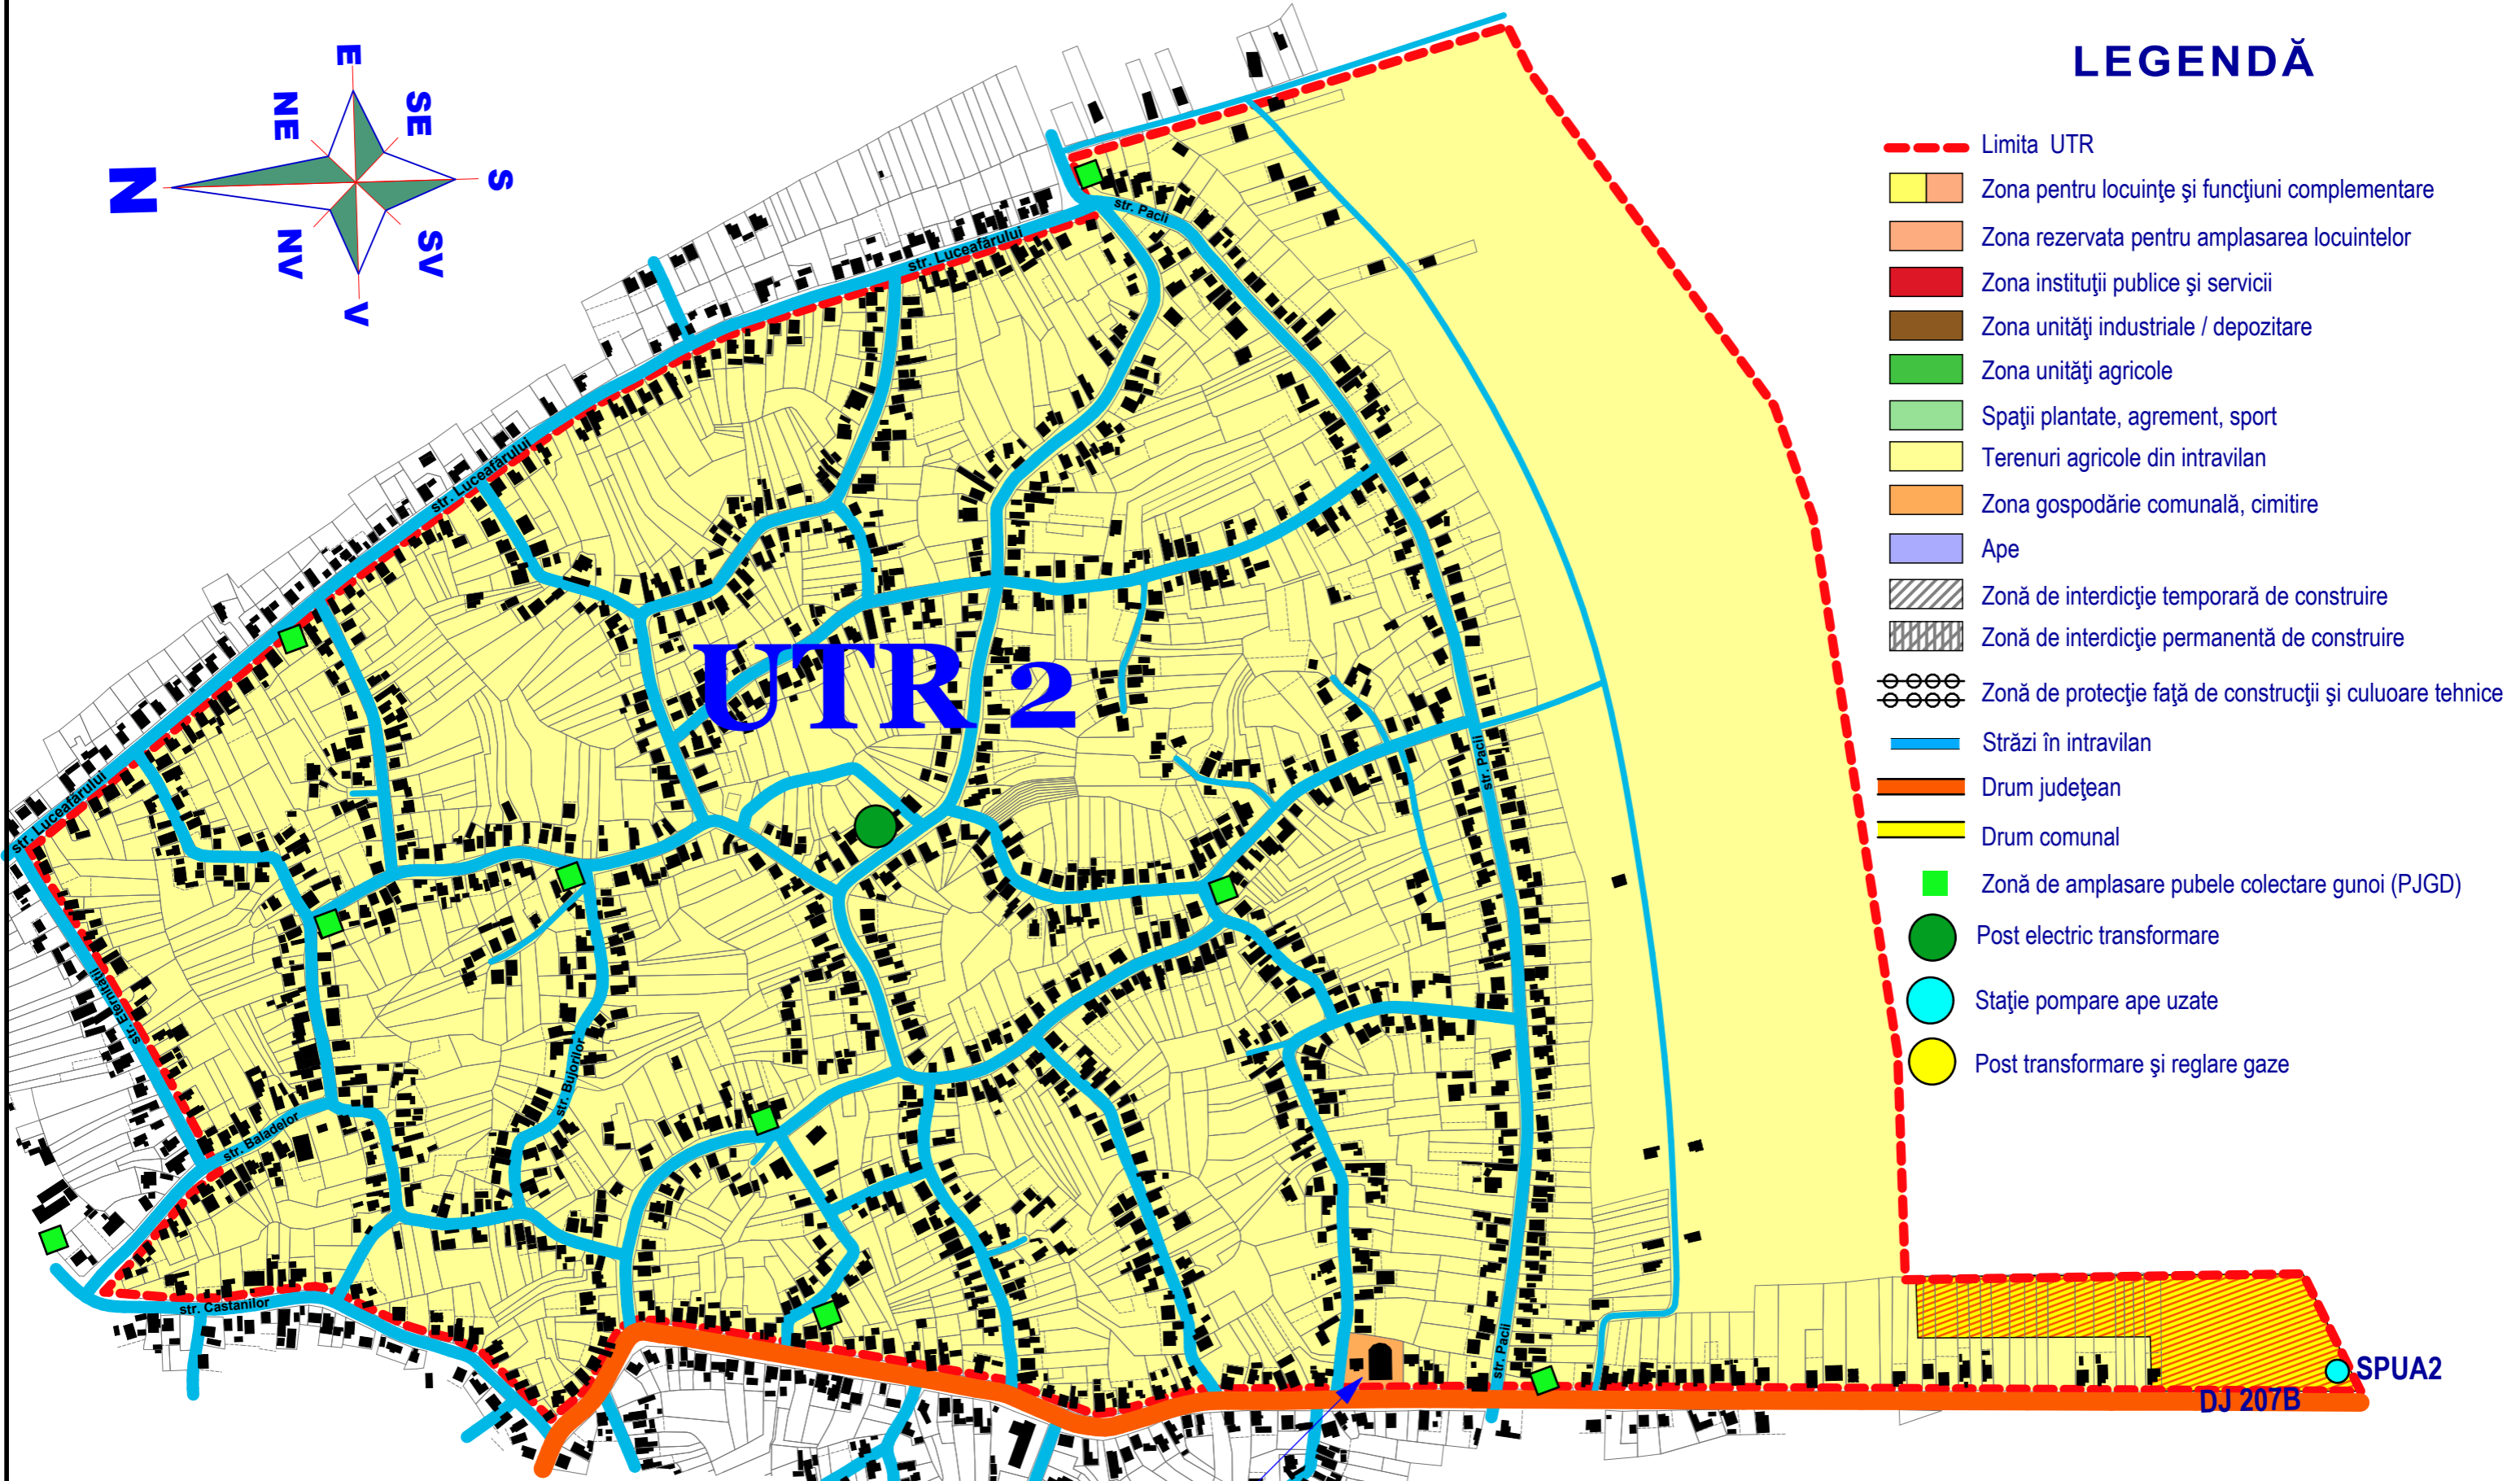 E
NE
SE
N
S
NV
SV
V
LEGENDĂ
Limita UTR
Zona pentru locuinţe şi funcţiuni complementare
Zona rezervata pentru amplasarea locuintelor
Zona instituţii publice şi servicii
Zona unităţi industriale / depozitare
Zona unităţi agricole
Spaţii plantate, agrement, sport
Terenuri agricole din intravilan
Zona gospodărie comunală, cimitire
Ape
Zonă de interdicţie temporară de construire
Zonă de interdicţie permanentă de construire
Zonă de protecţie faţă de construcţii şi culuoare tehnice
Străzi în intravilan
Drum judeţean
Drum comunal
Zonă de amplasare pubele colectare gunoi (PJGD)
Post electric transformare
Staţie pompare ape uzate
Post transformare şi reglare gaze
str. Pacii
str. Luceafărului
str. Luceafărului
UTR 2
str. Pacii
str. Luceafărului
str. Eternităţii
str. Bujorilor
str. Baladelor
str. Castanilor
str. Pacii
SPUA2
DJ 207B